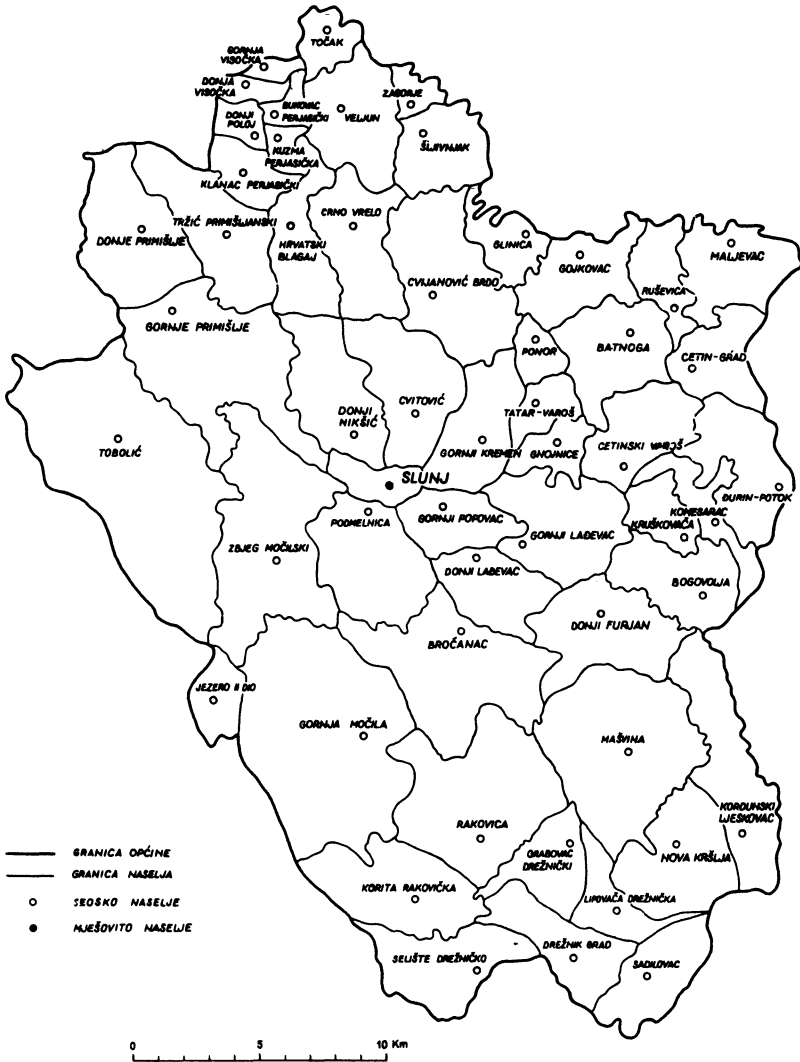 TOČAK
GORNJA
VISOČKA
DONJA
VISOČKA
ZAGORJE
DONJI
POLOJ
BUKOVAC
PERJASIČKI
VELJUN
KUZMA
PERJASIČKA
ŠLJIVNJAK
KLANAC PERJASIČKI
TRŽIĆ PRIMIŠLJANSKI
CRNO VRELO
DONJE PRIMIŠLJE
HRVATSKI
BLAGAJ
GLINICA
GOJKOVAC
MALJEVAC
CVIJANOVIĆ BRDO
RUŠEVICA
GORNJE PRIMIŠLJE
PONOR
BATNOGA
CETIN-GRAD
DONJI
NIKŠIĆ
CVITOVIĆ
TATAR-VAROŠ
TOBOLIĆ
GORNJI KREMEN
GNOJNICE
CETINSKI VAROŠ
SLUNJ
ĐURIN-POTOK
PODMELNICA
GORNJI POPOVAC
KOMESARAC
KRUŠKOVAČA
ZBJEG MOČILSKI
GORNJI LAĐEVAC
DONJI LAĐEVAC
BOGOVOLJA
DONJI FURJAN
BROČANAC
JEZERO II DIO
GORNJA MOČILA
MAŠVINA
KORDUNSKI
LJESKOVAC
RAKOVICA
GRABOVAC
DREŽNIČKI
NOVA KRŠLJA
KORITA RAKOVIČKA
LIPOVAČA DREŽNIČKA
SELIŠTE DREŽNIČKO
DREŽNIK GRAD
SADILOVAC
GRANICA OPĆINE
GRANICA NASELJA
SEOSKO NASELJE
MJEŠOVITO NASELJE
0 5 10 Km